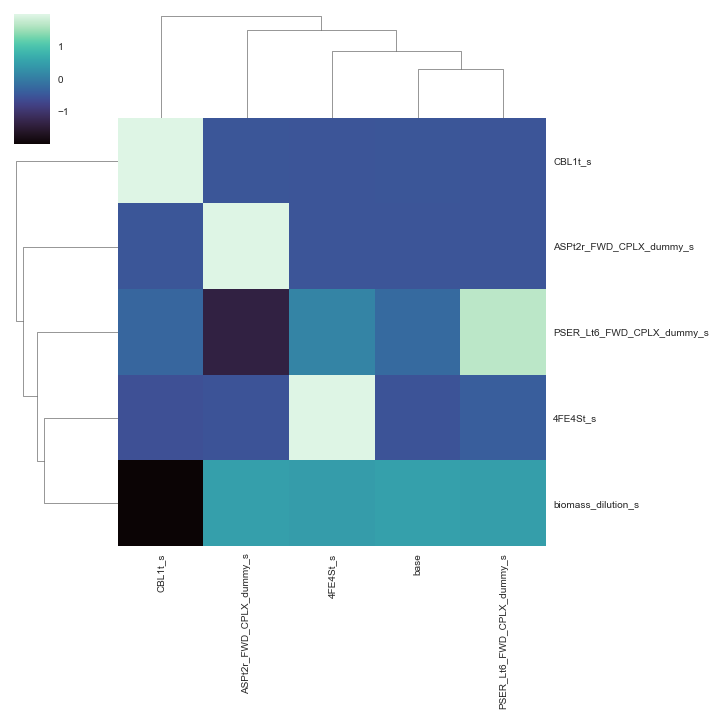 1
0
−1
CBL1t_s
ASPt2r_FWD_CPLX_dummy_s
PSER_Lt6_FWD_CPLX_dummy_s
4FE4St_s
biomass_dilution_s
CBL1t_s
ASPt2r_FWD_CPLX_dummy_s
4FE4St_s
base
PSER_Lt6_FWD_CPLX_dummy_s